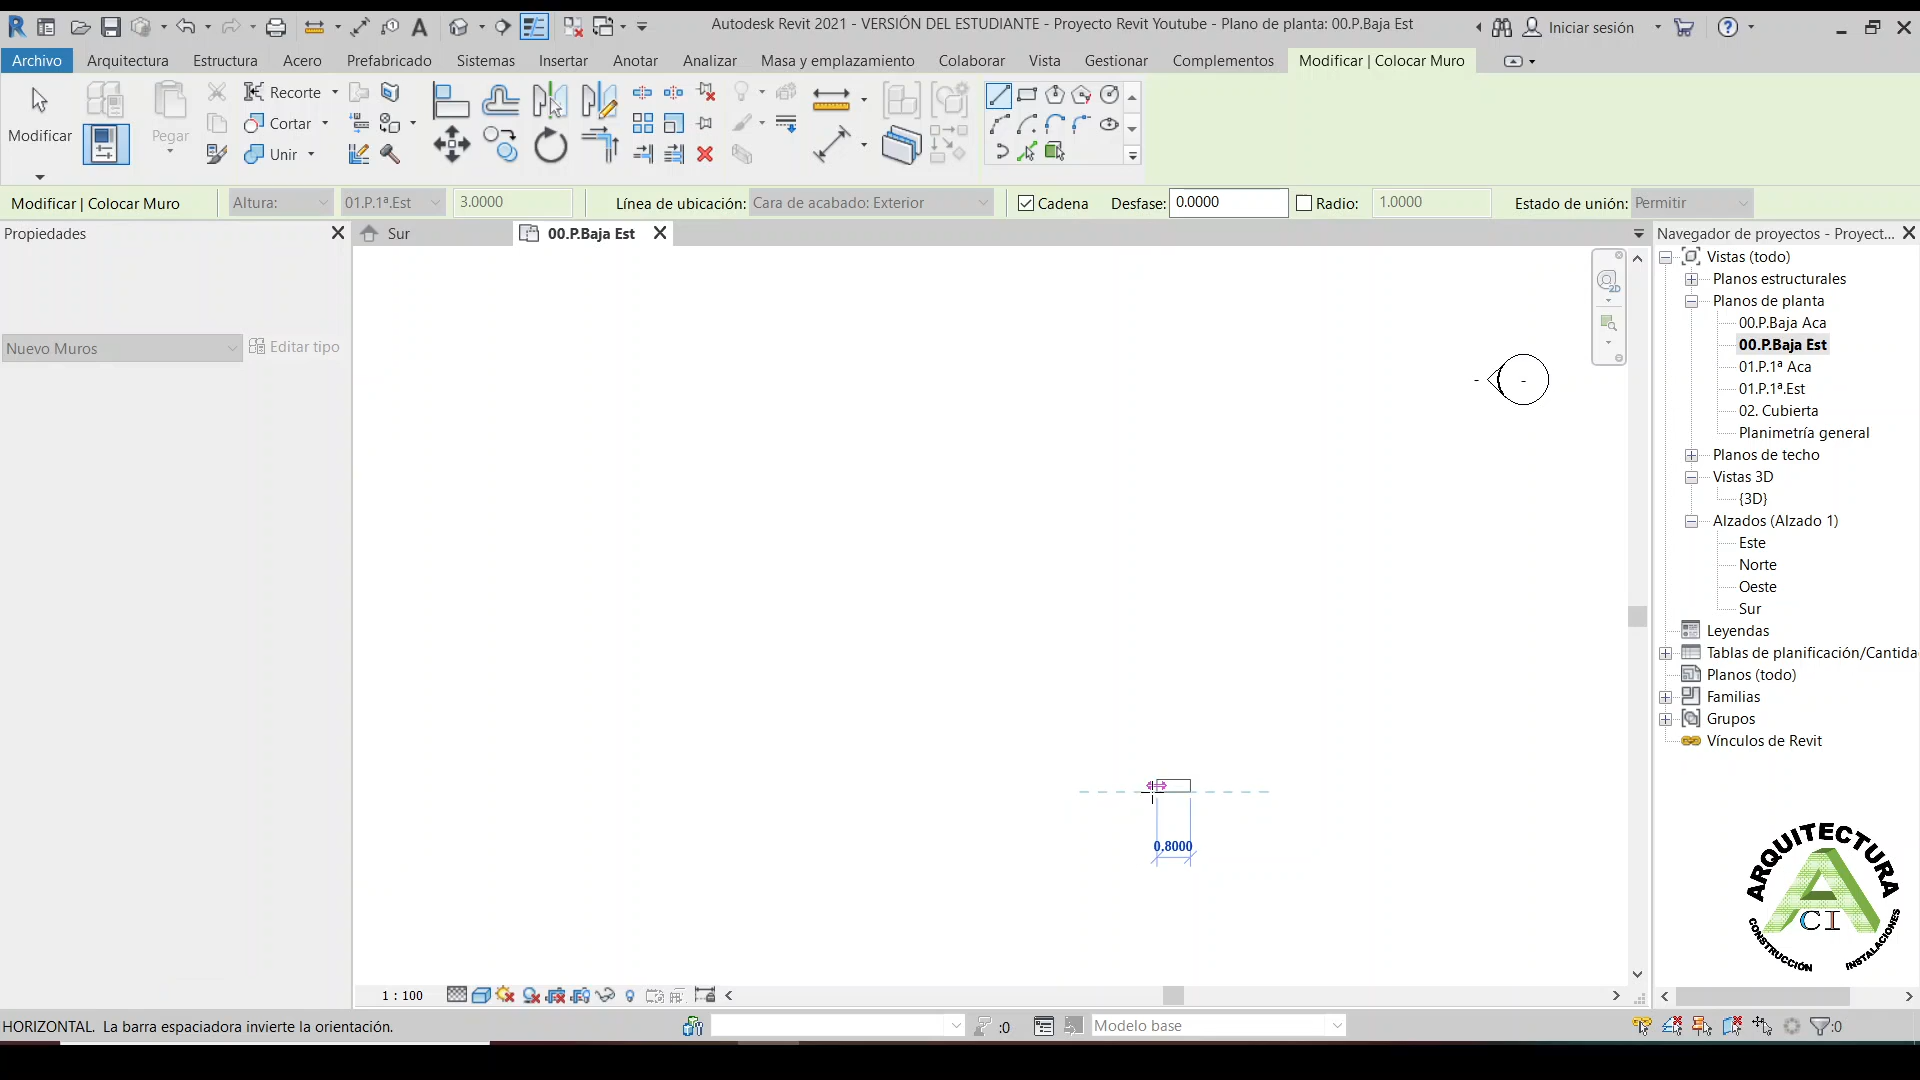 Autodesk Revit 2021 - VERSIÓN DEL ESTUDIANTE - Proyecto Revit Youtube - Plano de planta: 00.P.Baja Est
Iniciar sesión
Archivo Arquitectura Estructura Acero Prefabricado Sistemas Insertar Anotar Analizar Masa y emplazamiento Colaborar Vista Gestionar Complementos Modificar | Colocar Muro
Modificar
Pegar
Recorte
Cortar
Unir
Modificar | Colocar Muro Altura: 01.P.1ª.Est 3.0000 Línea de ubicación: Cara de acabado: Exterior Cadena Desfase: 0.0000 Radio: 1.0000 Estado de unión: Permitir
Propiedades
Nuevo Muros
Editar tipo
Sur
00.P.Baja Est
2D
- -
0.8000
Navegador de proyectos - Proyect...
Vistas (todo)
Planos estructurales
Planos de planta
00.P.Baja Aca
00.P.Baja Est
01.P.1ª Aca
01.P.1ª.Est
02. Cubierta
Planimetría general
Planos de techo
Vistas 3D
{3D}
Alzados (Alzado 1)
Este
Norte
Oeste
Sur
Leyendas
Tablas de planificación/Cantida
Planos (todo)
Familias
Grupos
Vínculos de Revit
ARQUITECTURA
A
CI
CONSTRUCCIÓN
INSTALACIONES
1 : 100
HORIZONTAL. La barra espaciadora invierte la orientación.
:0
Modelo base
:0